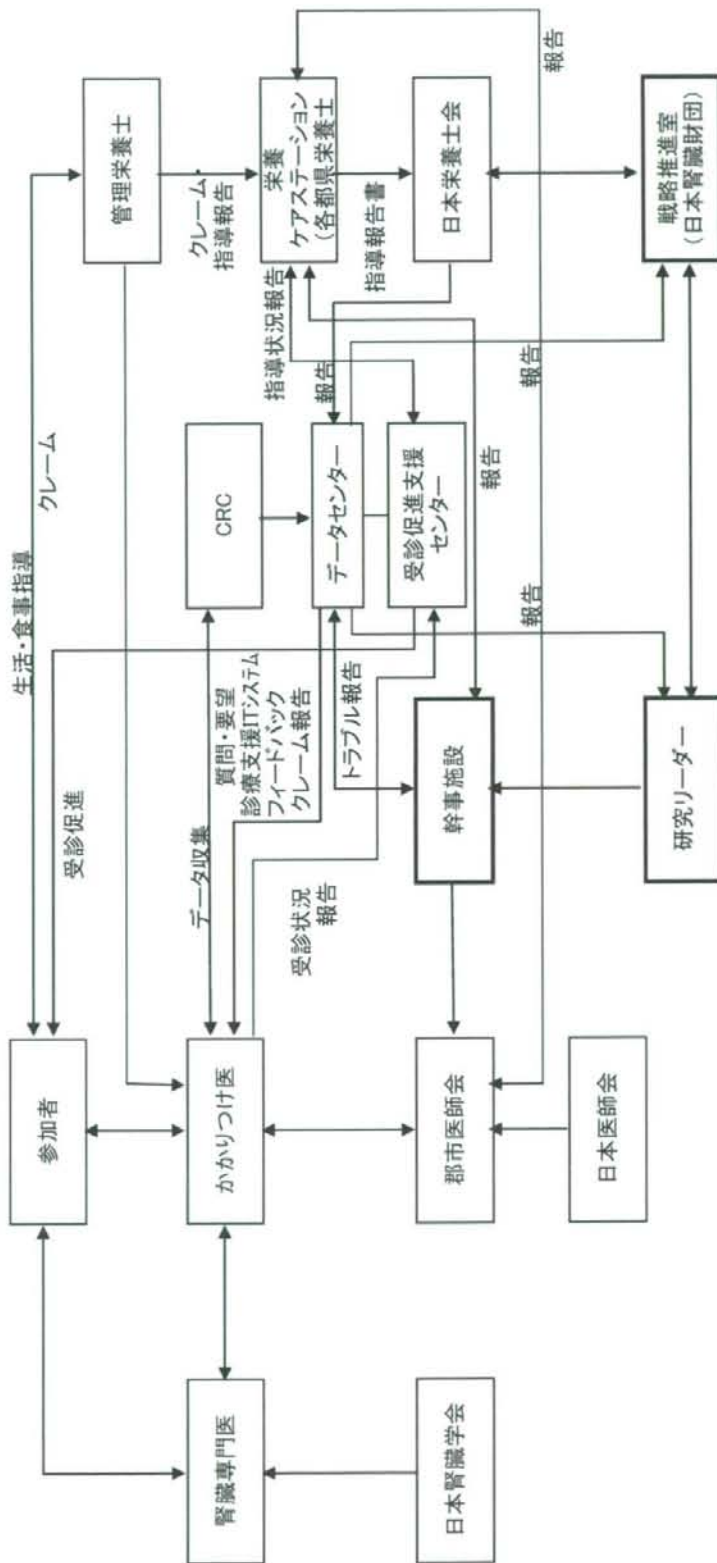 参加者
生活・食事指導
クレーム
管理栄養士
受診促進
腎臓専門医
かかりつけ医
データ収集
CRC
クレーム・
指導報告
質問・要望
診療支援ITシステム
フィードバック
クレーム報告
データセンター
指導状況報告
報告
栄養
ケアステーション
(各都県栄養士
トラブル報告
受診状況
報告
受診促進支援
センター
指導報告書
日本腎臓学会
郡市医師会
幹事施設
報告
日本栄養士会
報告
報告
報告
日本医師会
研究リーダー
戦略推進室
(日本腎臓財団)